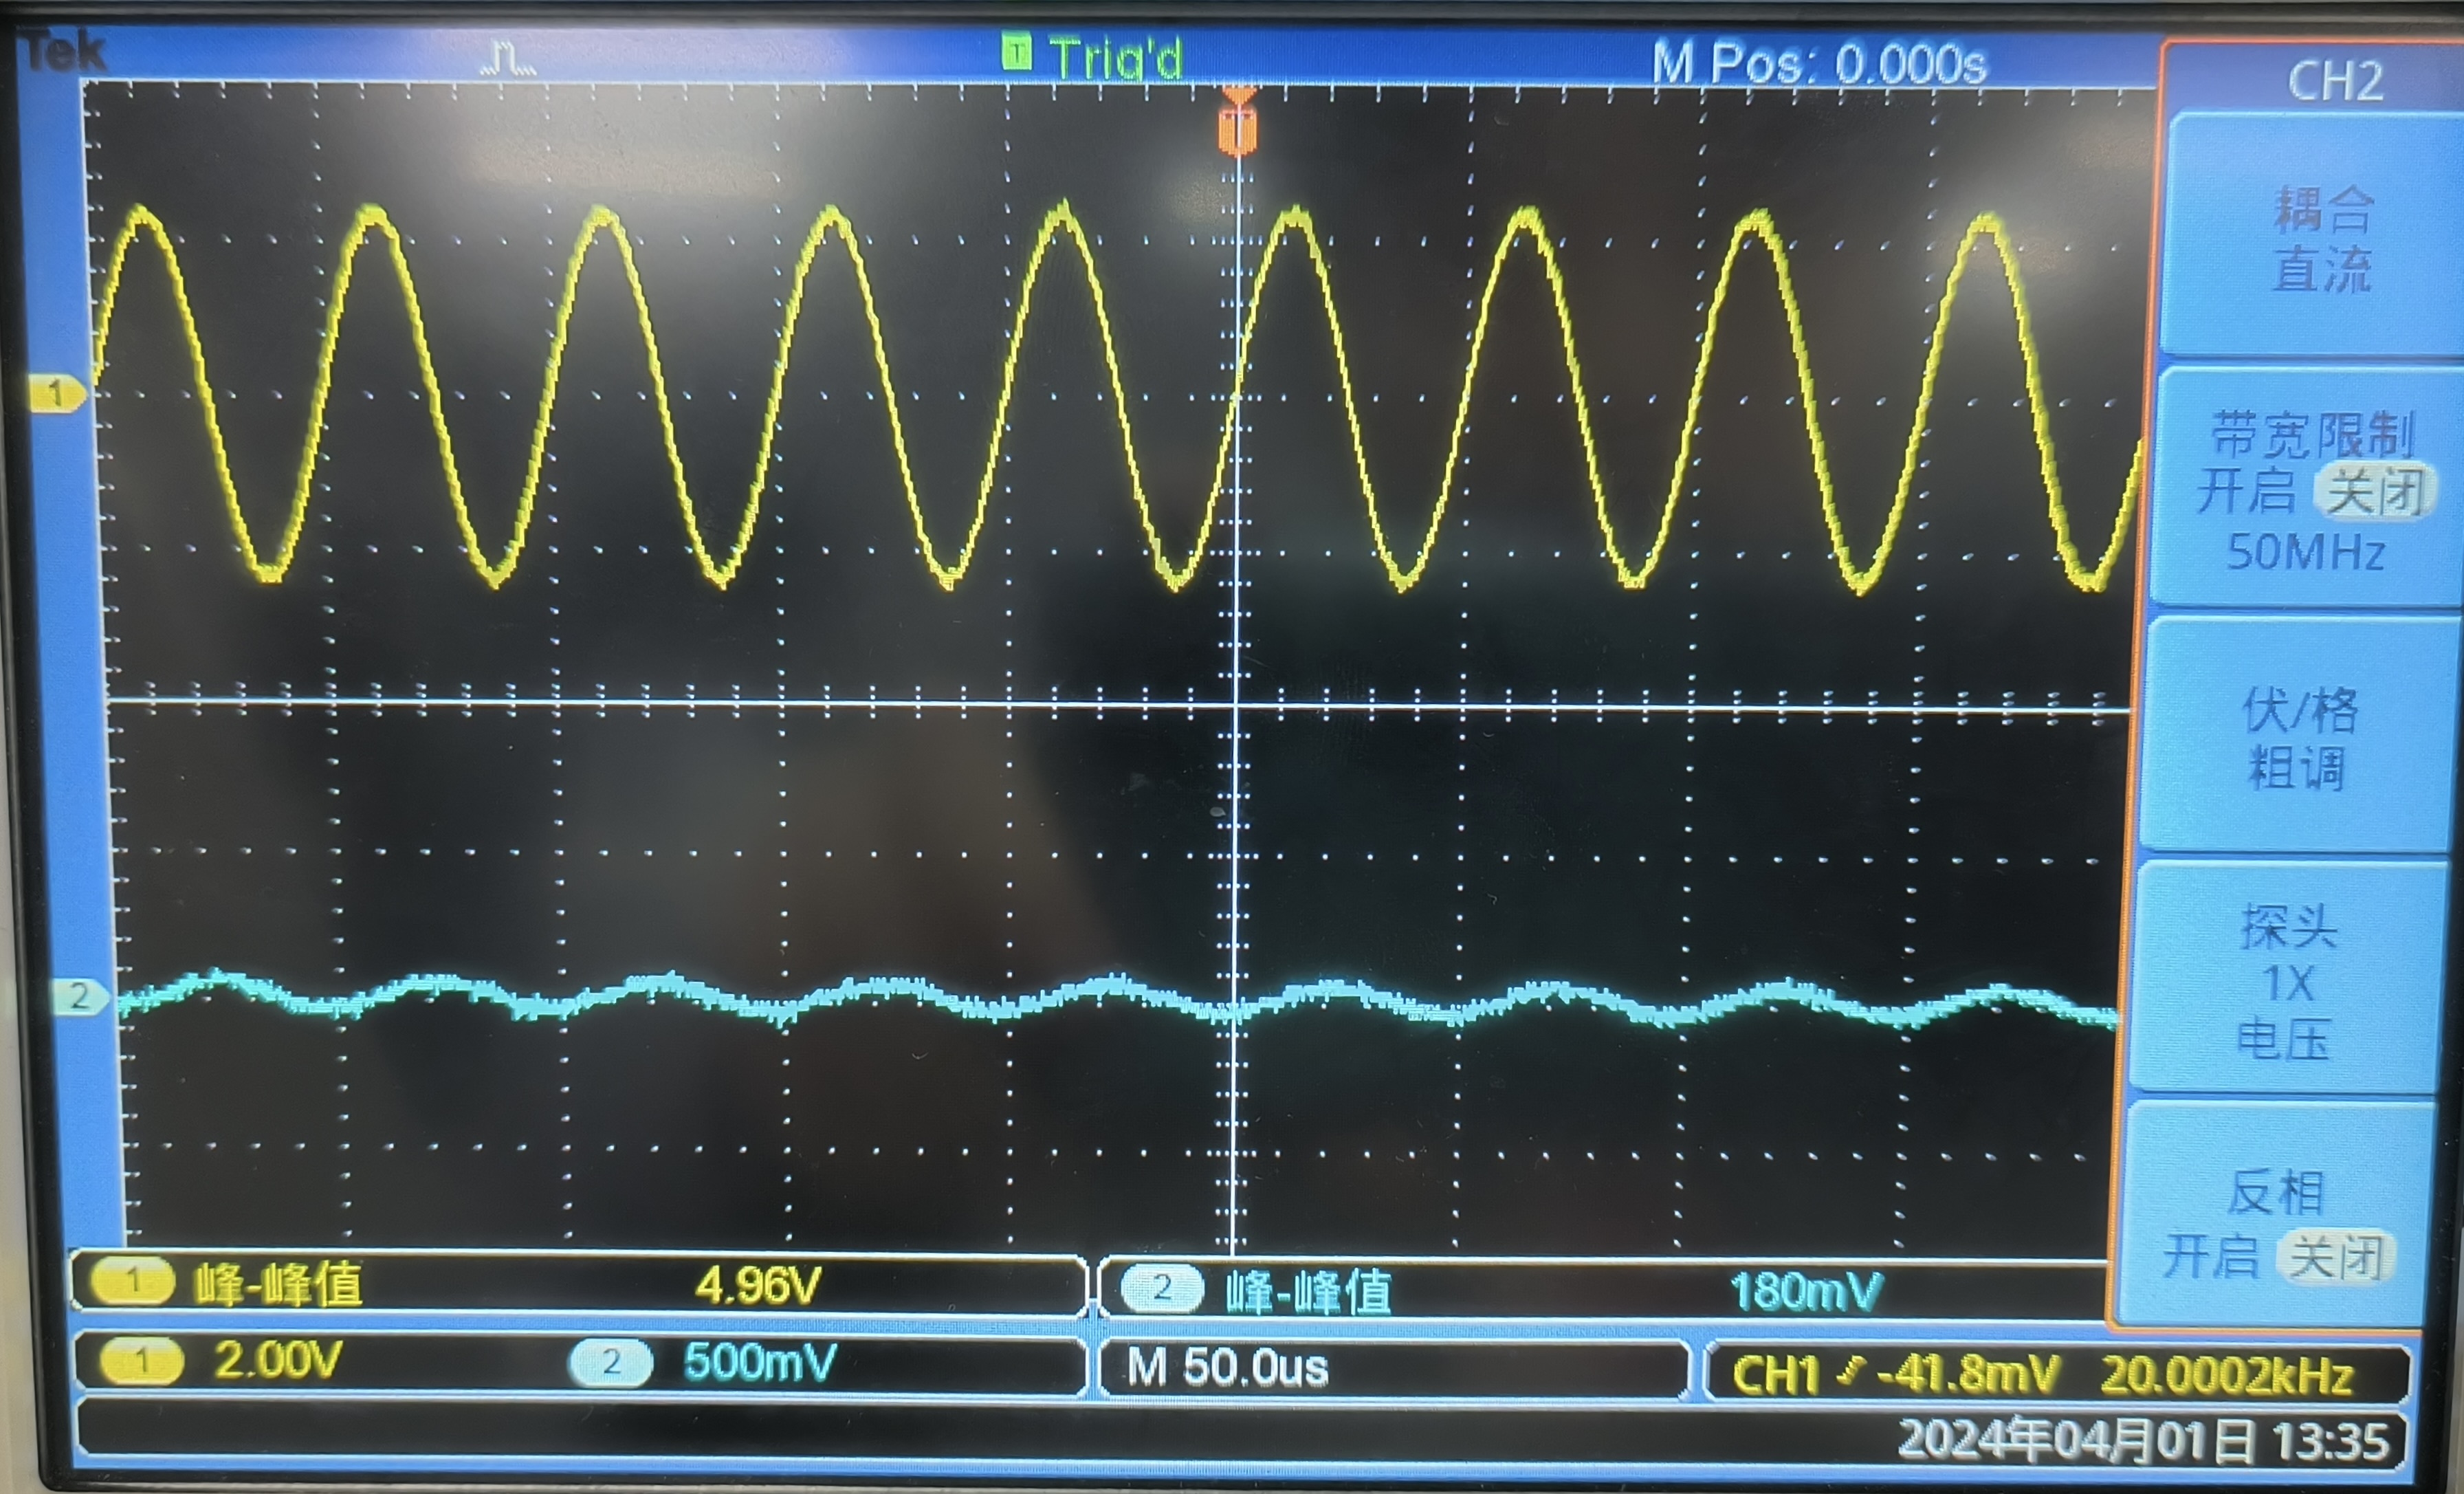 Tek
T Trig'd
M Pos: 0.000s
T
CH2
耦合
直流
带宽限制
开启 关闭
50MHz
伏/格
粗调
探头
1X
电压
反相
开启 关闭
1
2
1 峰-峰值 4.96V
2 峰-峰值 180mV
1 2.00V 2 500mV
M 50.0us
CH1 -41.8mV 20.0002kHz
2024年04月01日 13:35